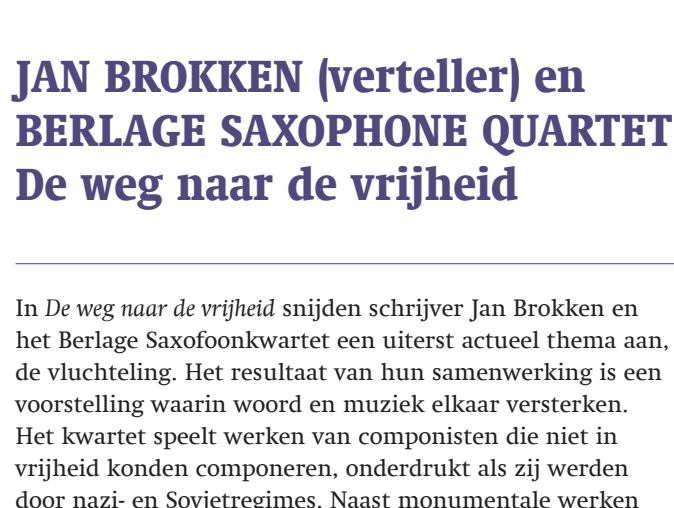 JAN BROKKEN (verteller) en
BERLAGE SAXOPHONE QUARTET
De weg naar de vrijheid
In De weg naar de vrijheid snijden schrijver Jan Brokken en
het Berlage Saxofoonkwartet een uiterst actueel thema aan,
de vluchteling. Het resultaat van hun samenwerking is een
voorstelling waarin woord en muziek elkaar versterken.
Het kwartet speelt werken van componisten die niet in
vrijheid konden componeren, onderdrukt als zij werden
door nazi- en Sovjetregimes. Naast monumentale werken